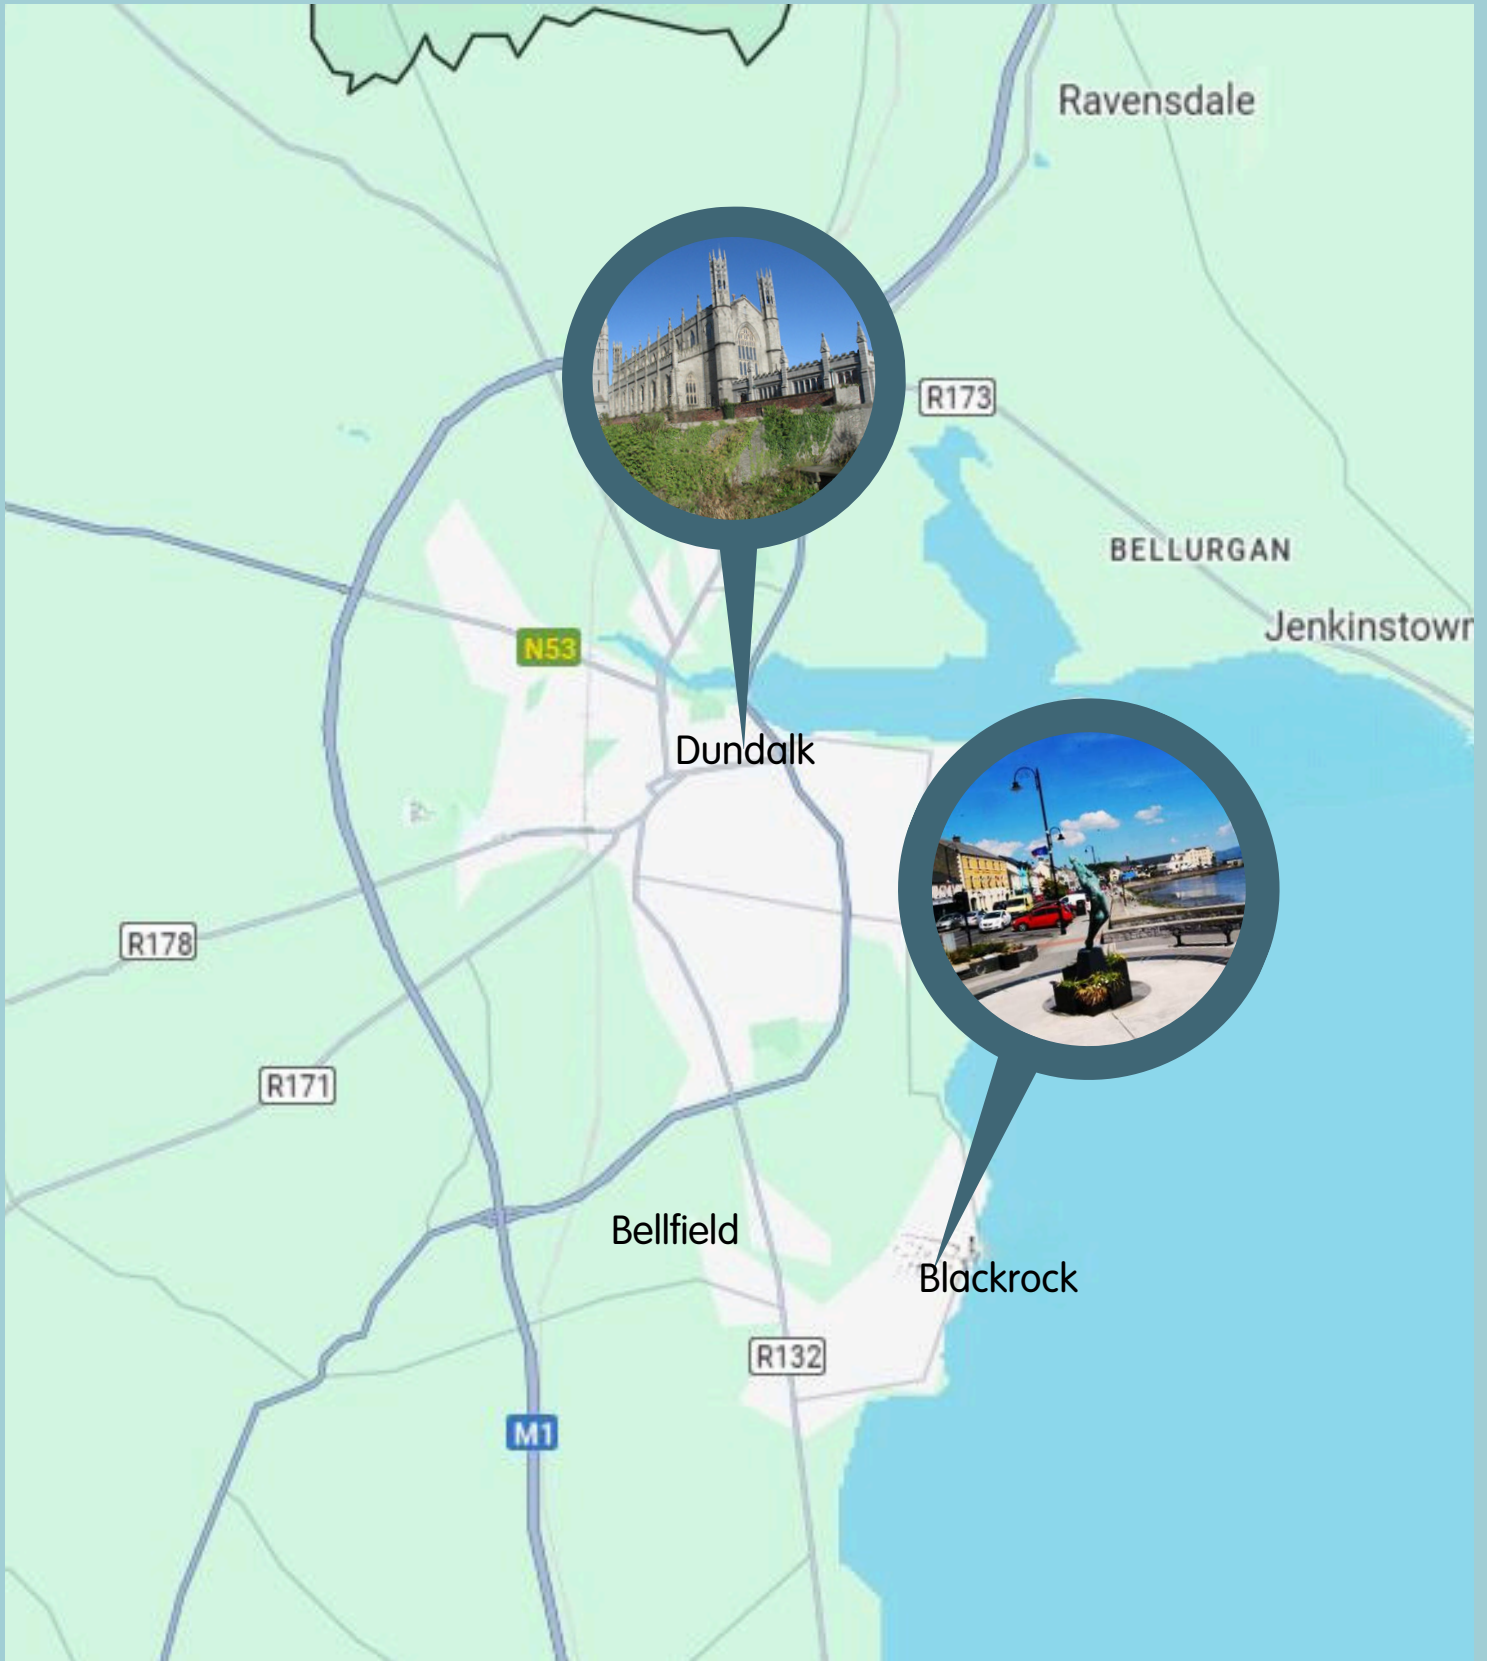 Ravensdale
R173
BELLURGAN
Jenkinstown
N53
Dundalk
R178
R171
Bellfield
Blackrock
R132
M1